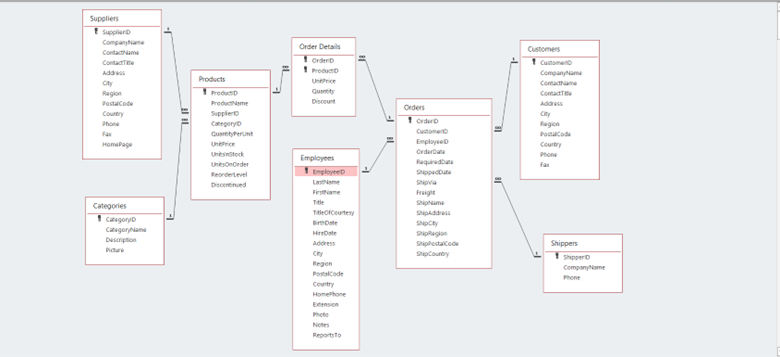 Suppliers
SupplierID
CompanyName
ContactName
ContactTitle
Address
City
Region
PostalCode
Country
Phone
Fax
HomePage
Categories
CategoryID
CategoryName
Description
Picture
Products
ProductID
ProductName
SupplierID
CategoryID
QuantityPerUnit
UnitPrice
UnitsInStock
UnitsOnOrder
ReorderLevel
Discontinued
Order Details
OrderID
ProductID
UnitPrice
Quantity
Discount
Employees
EmployeeID
LastName
FirstName
Title
TitleOfCourtesy
BirthDate
HireDate
Address
City
Region
PostalCode
Country
HomePhone
Extension
Photo
Notes
ReportsTo
Orders
OrderID
CustomerID
EmployeeID
OrderDate
RequiredDate
ShippedDate
ShipVia
Freight
ShipName
ShipAddress
ShipCity
ShipRegion
ShipPostalCode
ShipCountry
Customers
CustomerID
CompanyName
ContactName
ContactTitle
Address
City
Region
PostalCode
Country
Phone
Fax
Shippers
ShipperID
CompanyName
Phone